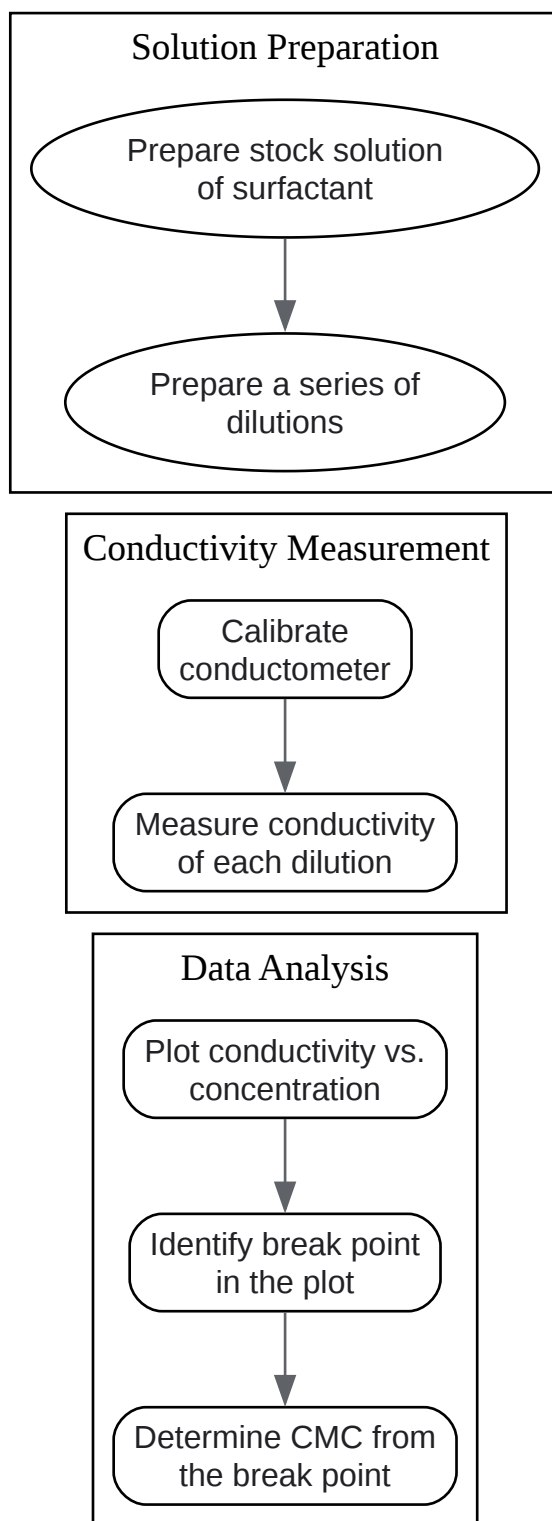 Solution Preparation
Prepare stock solution
of surfactant
Prepare a series of
dilutions
Conductivity Measurement
Calibrate
conductometer
Measure conductivity
of each dilution
Data Analysis
Plot conductivity vs.
concentration
Identify break point
in the plot
Determine CMC from
the break point